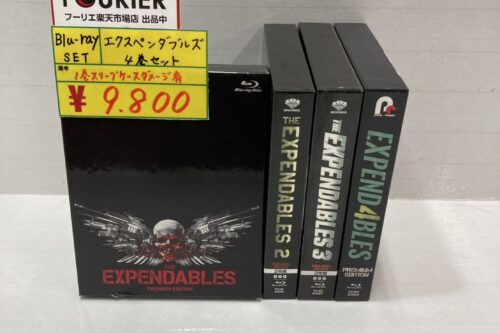 FOURIER
フーリエ楽天市場店 出品中
Blu-ray エクスペンダブルズ
SET 4巻セット
備考
1巻スリーブケースダメージ有
¥9.800
Blu-ray Disc
THE
EXPENDABLES
PREMIUM EDITION
THE EXPENDABLES 2
THE EXPENDABLES 3
EXPEND4BLES
PREMIUM
EDITION